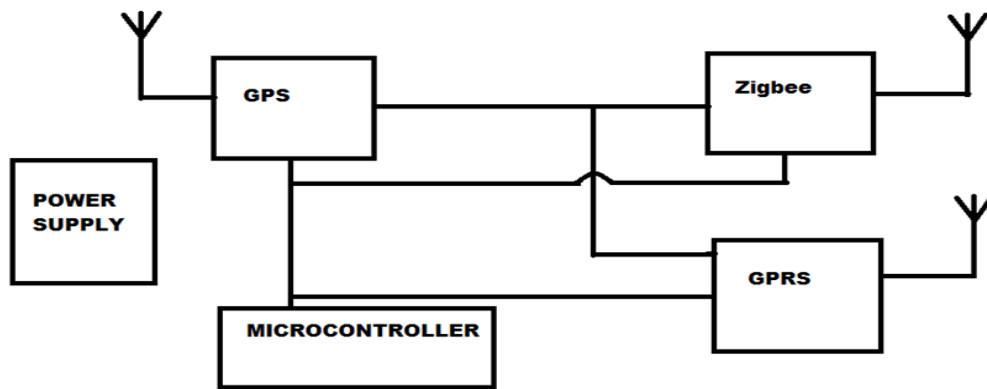 GPS
Zigbee
POWER
SUPPLY
GPRS
MICROCONTROLLER